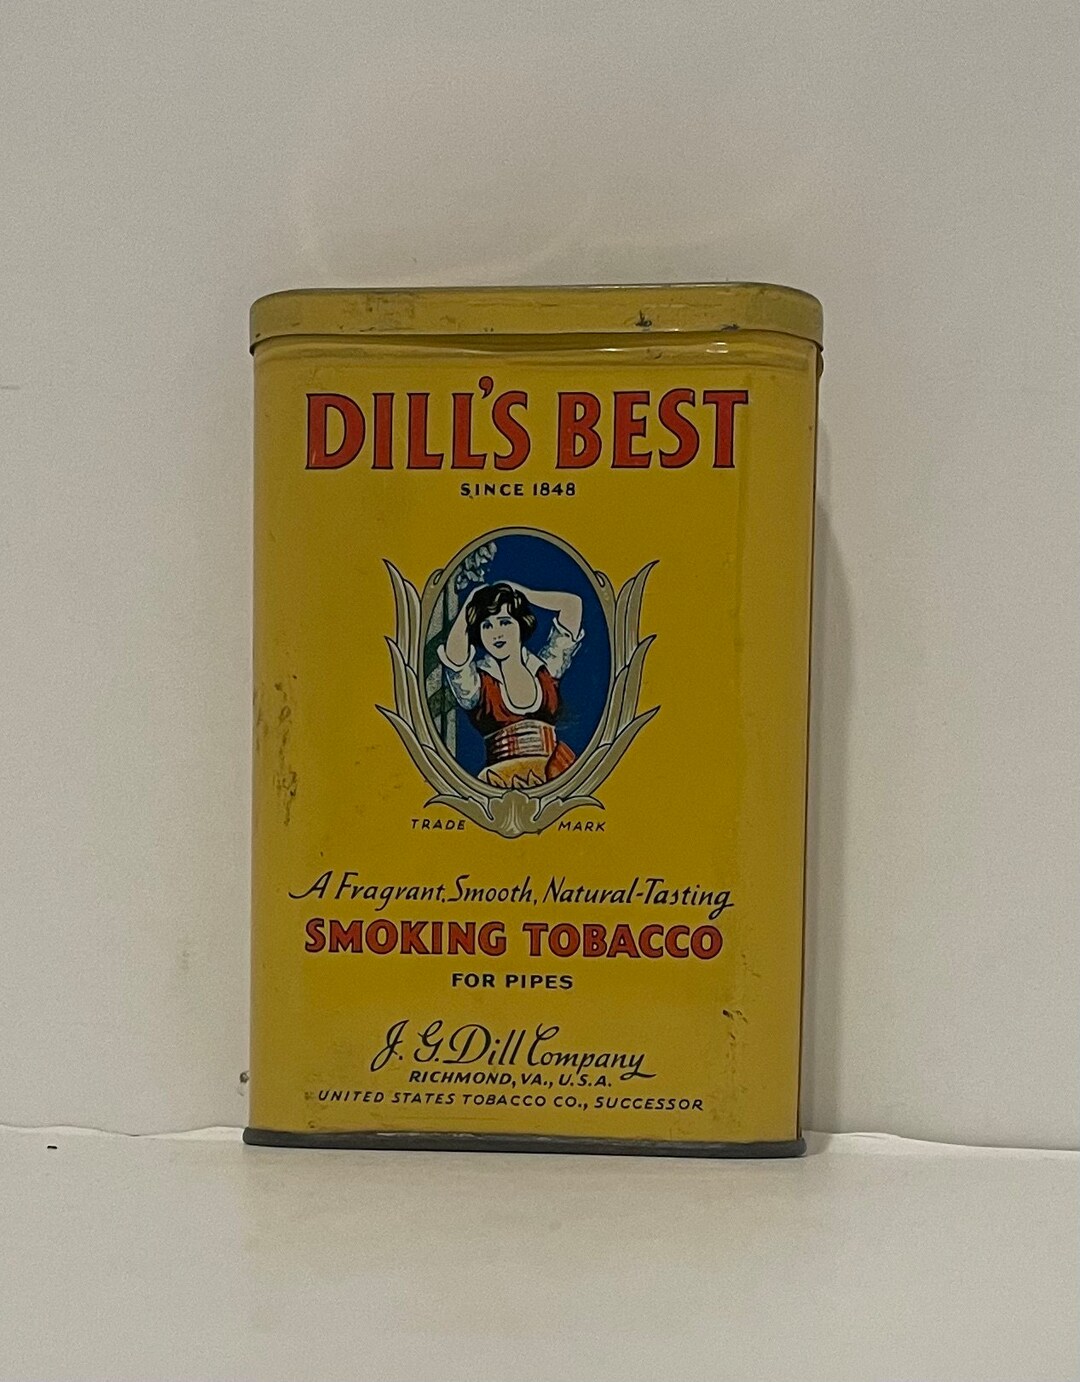 DILL'S BEST
SINCE 1848
TRADE MARK
A Fragrant, Smooth, Natural-Tasting
SMOKING TOBACCO
FOR PIPES
J. G. Dill Company
RICHMOND, VA., U.S.A.
UNITED STATES TOBACCO CO., SUCCESSOR